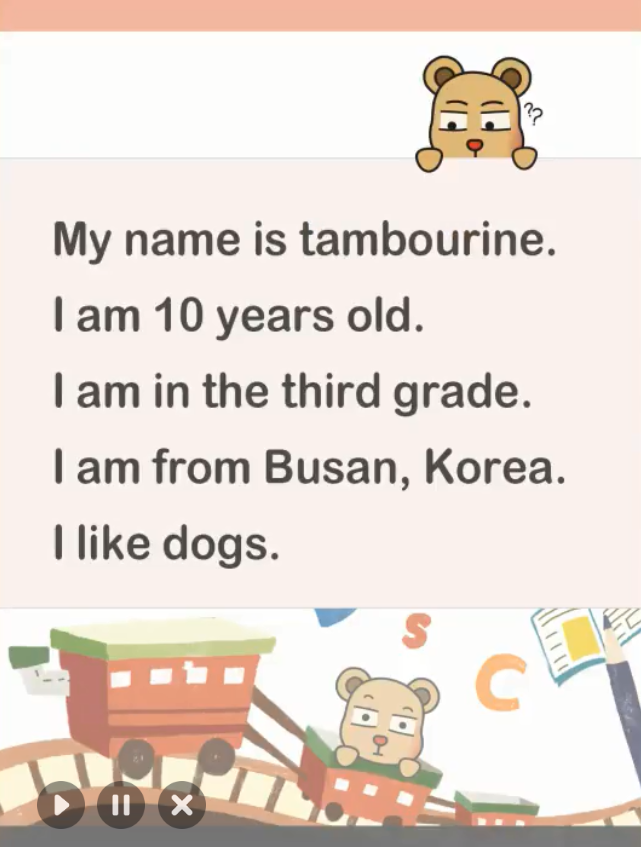 ??
My name is tambourine.
I am 10 years old.
I am in the third grade.
I am from Busan, Korea.
I like dogs.
S
C